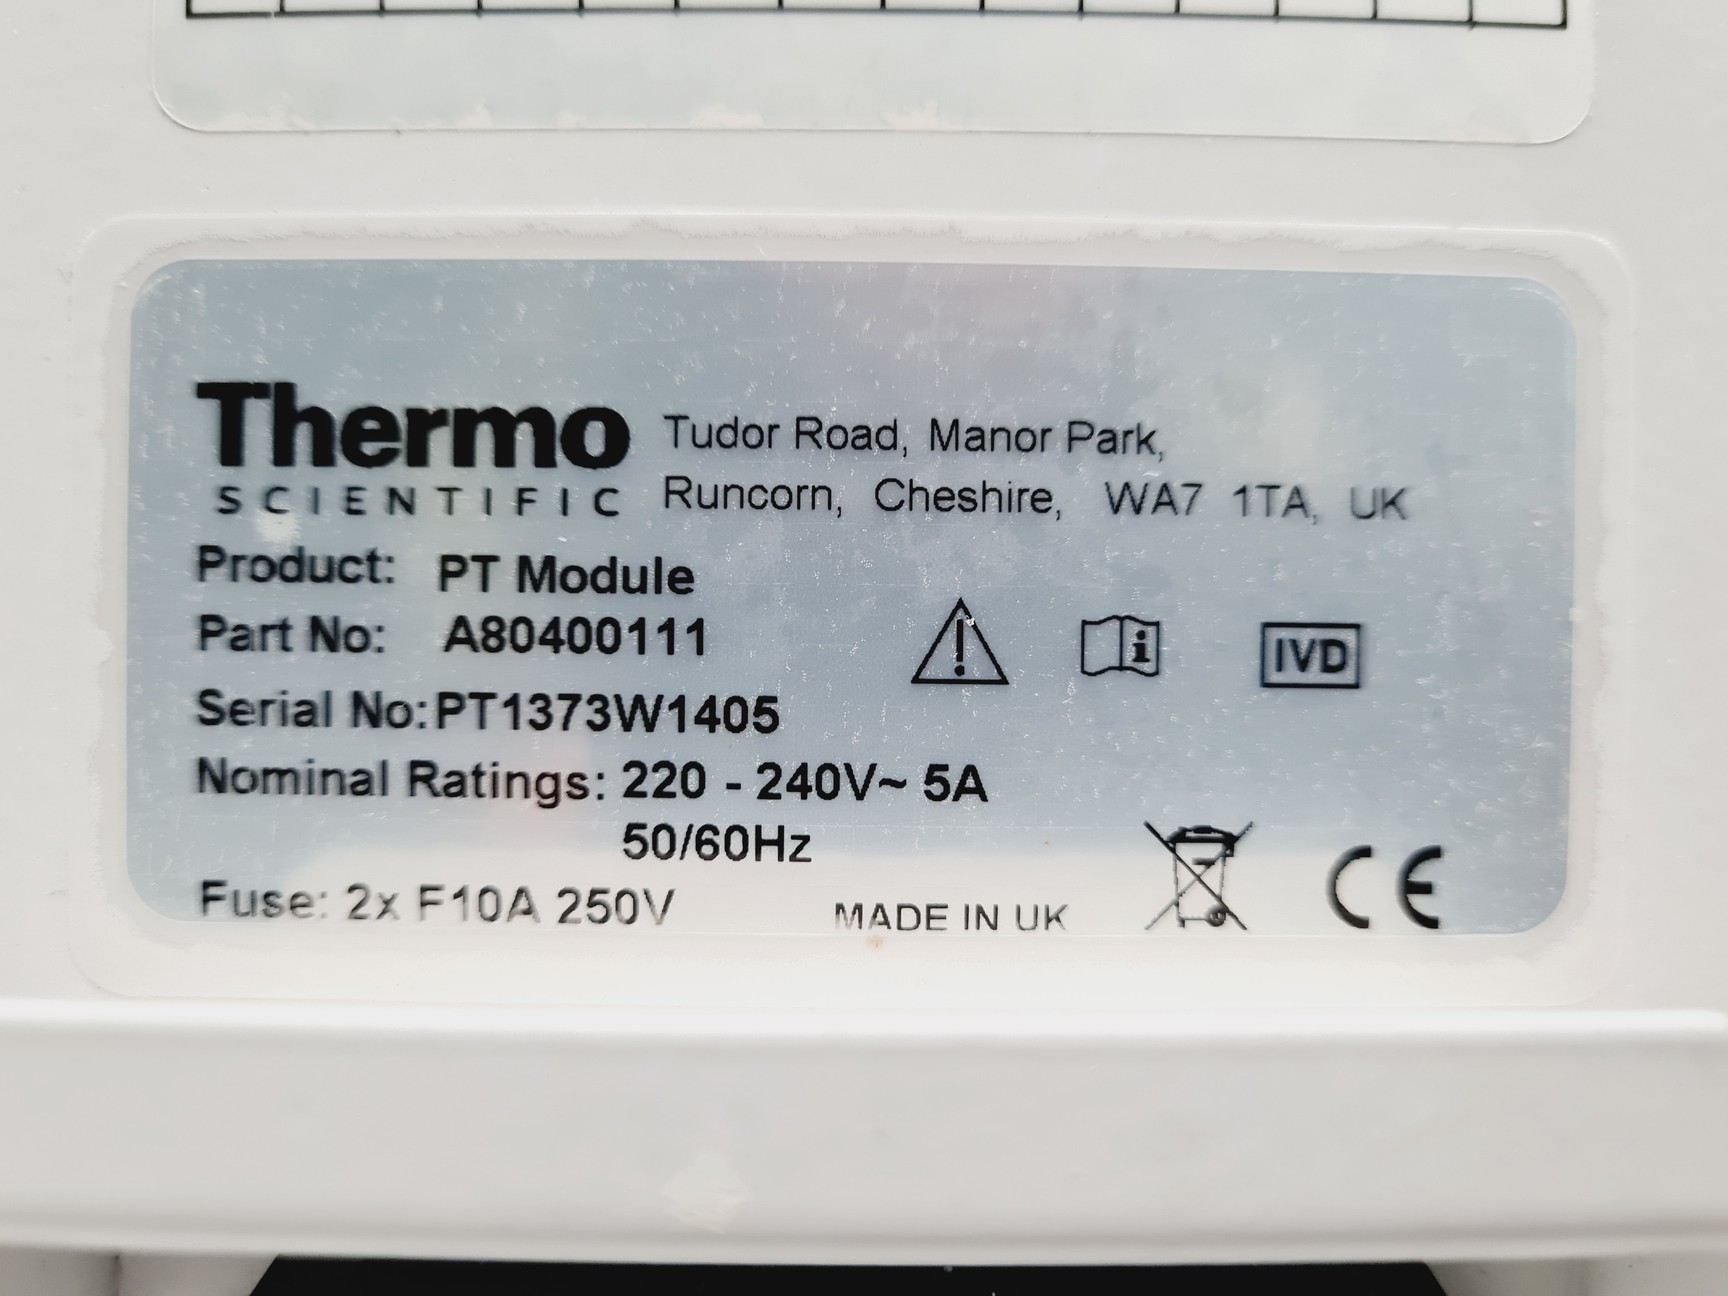 Thermo
SCIENTIFIC
Tudor Road, Manor Park,
Runcorn, Cheshire, WA7 1TA, UK
Product: PT Module
Part No: A80400111
Serial No: PT1373W1405
Nominal Ratings: 220 - 240V~ 5A
50/60Hz
Fuse: 2x F10A 250V
MADE IN UK
i
IVD
CE